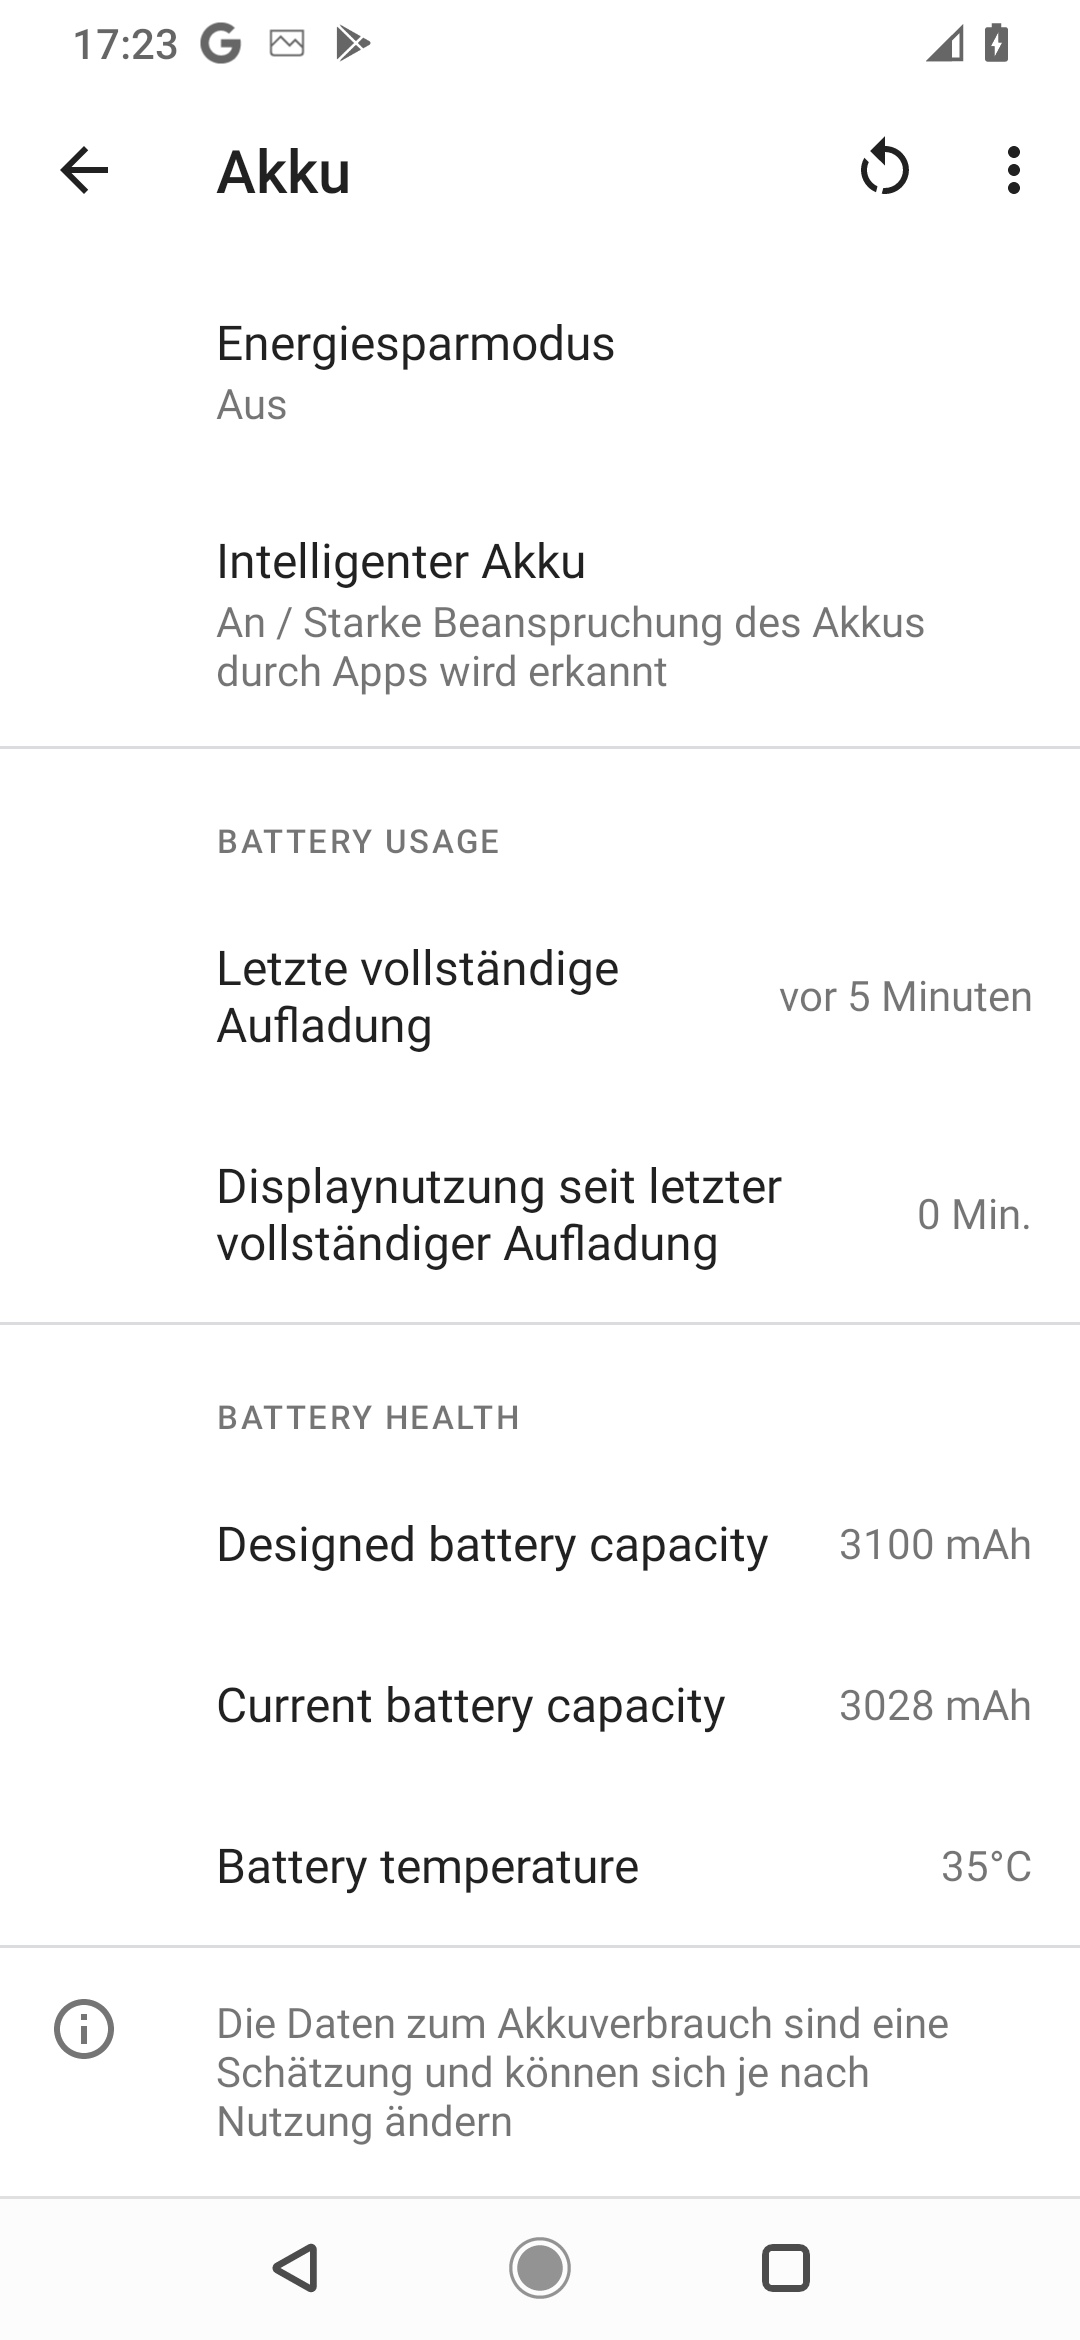 17:23
Akku
Energiesparmodus
Aus
Intelligenter Akku
An / Starke Beanspruchung des Akkus
durch Apps wird erkannt
BATTERY USAGE
Letzte vollständige
Aufladung
vor 5 Minuten
Displaynutzung seit letzter
vollständiger Aufladung
0 Min.
BATTERY HEALTH
Designed battery capacity
3100 mAh
Current battery capacity
3028 mAh
Battery temperature
35°C
Die Daten zum Akkuverbrauch sind eine
Schätzung und können sich je nach
Nutzung ändern